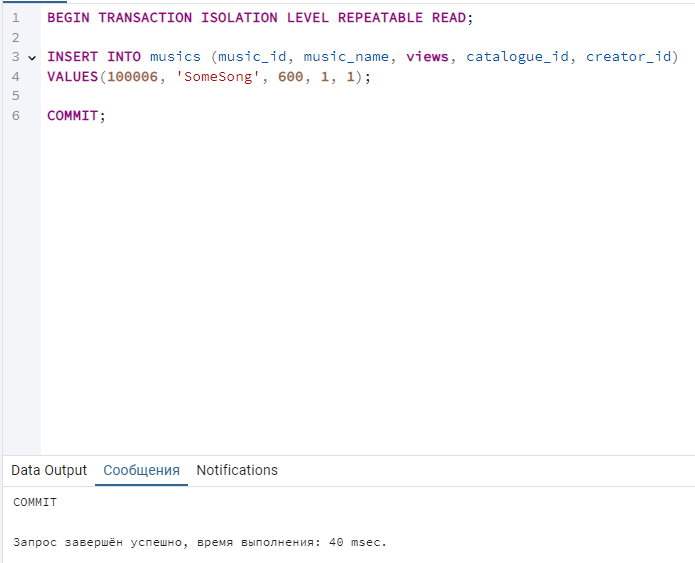 1 BEGIN TRANSACTION ISOLATION LEVEL REPEATABLE READ;
2
3 INSERT INTO musics (music_id, music_name, views, catalogue_id, creator_id)
4 VALUES(100006, 'SomeSong', 600, 1, 1);
5
6 COMMIT;
Data Output Сообщения Notifications
COMMIT
Запрос завершён успешно, время выполнения: 40 msec.